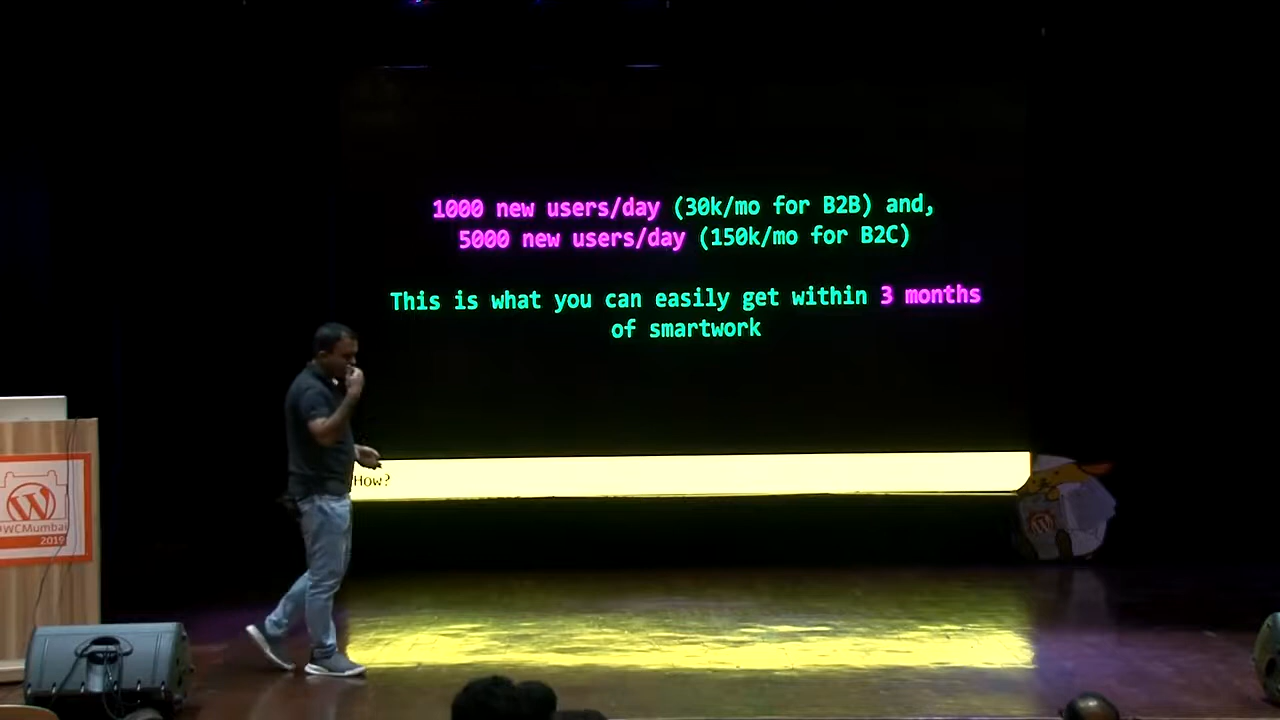 1000 new users/day (30k/mo for B2B) and,
5000 new users/day (150k/mo for B2C)
This is what you can easily get within 3 months
of smartwork
How?
#WCMumbai
2019